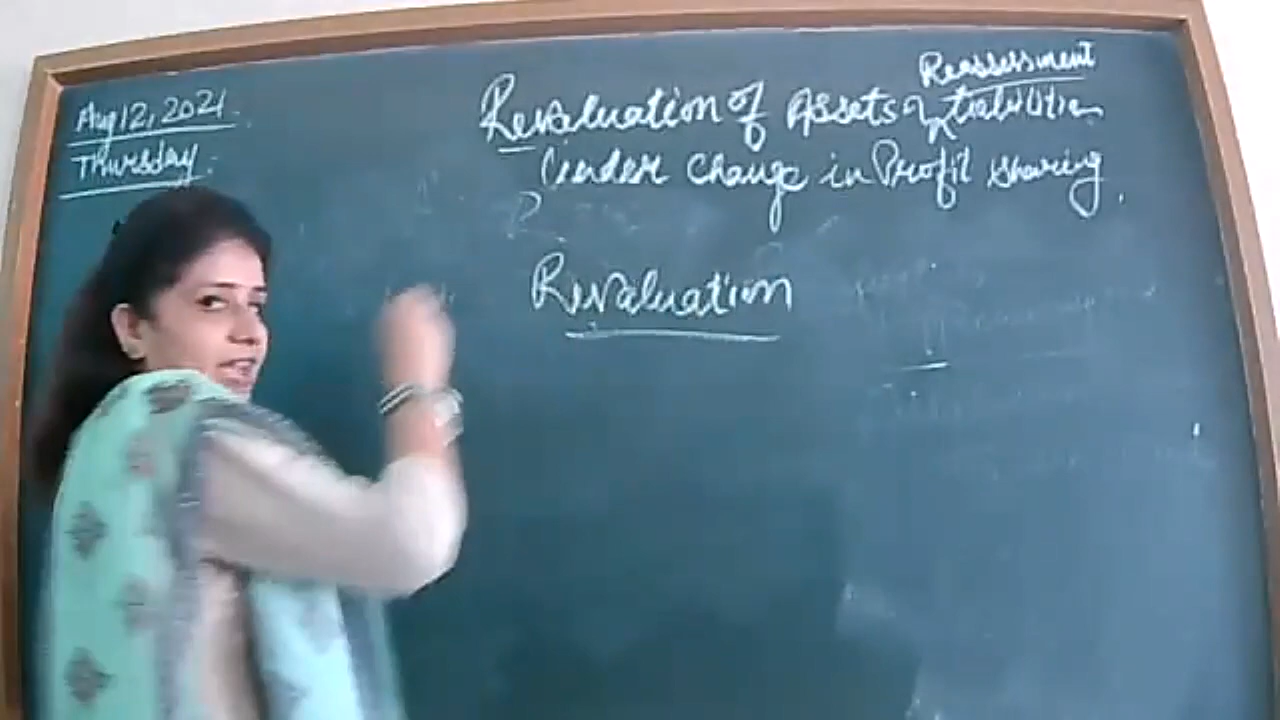 Aug 12, 2021
Thursday
Reassessment
Revaluation of Assets Liabilities
Under Change in Profit Sharing
Revaluation